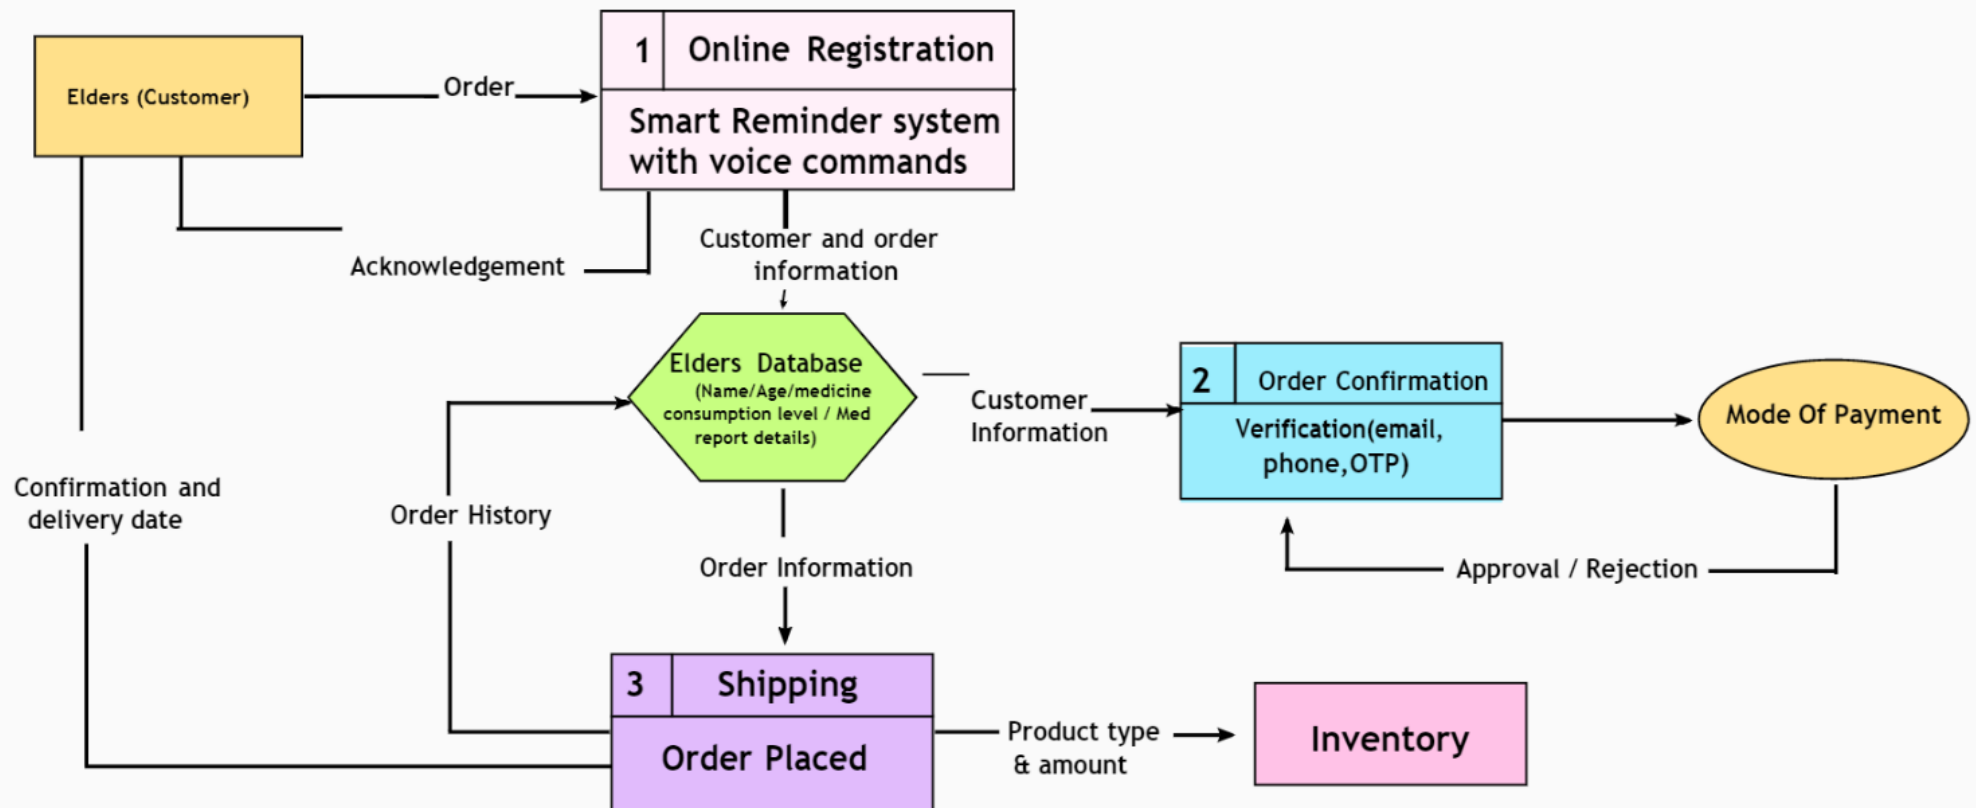 Elders (Customer)
Order
1
Online Registration
Smart Reminder system
with voice commands
Acknowledgement
Customer and order
information
Elders Database
(Name/Age/medicine
consumption level / Med
report details)
Customer
Information
2
Order Confirmation
Verification(email,
phone,OTP)
Mode Of Payment
Approval / Rejection
Confirmation and
delivery date
Order History
Order Information
3
Shipping
Order Placed
Product type
& amount
Inventory